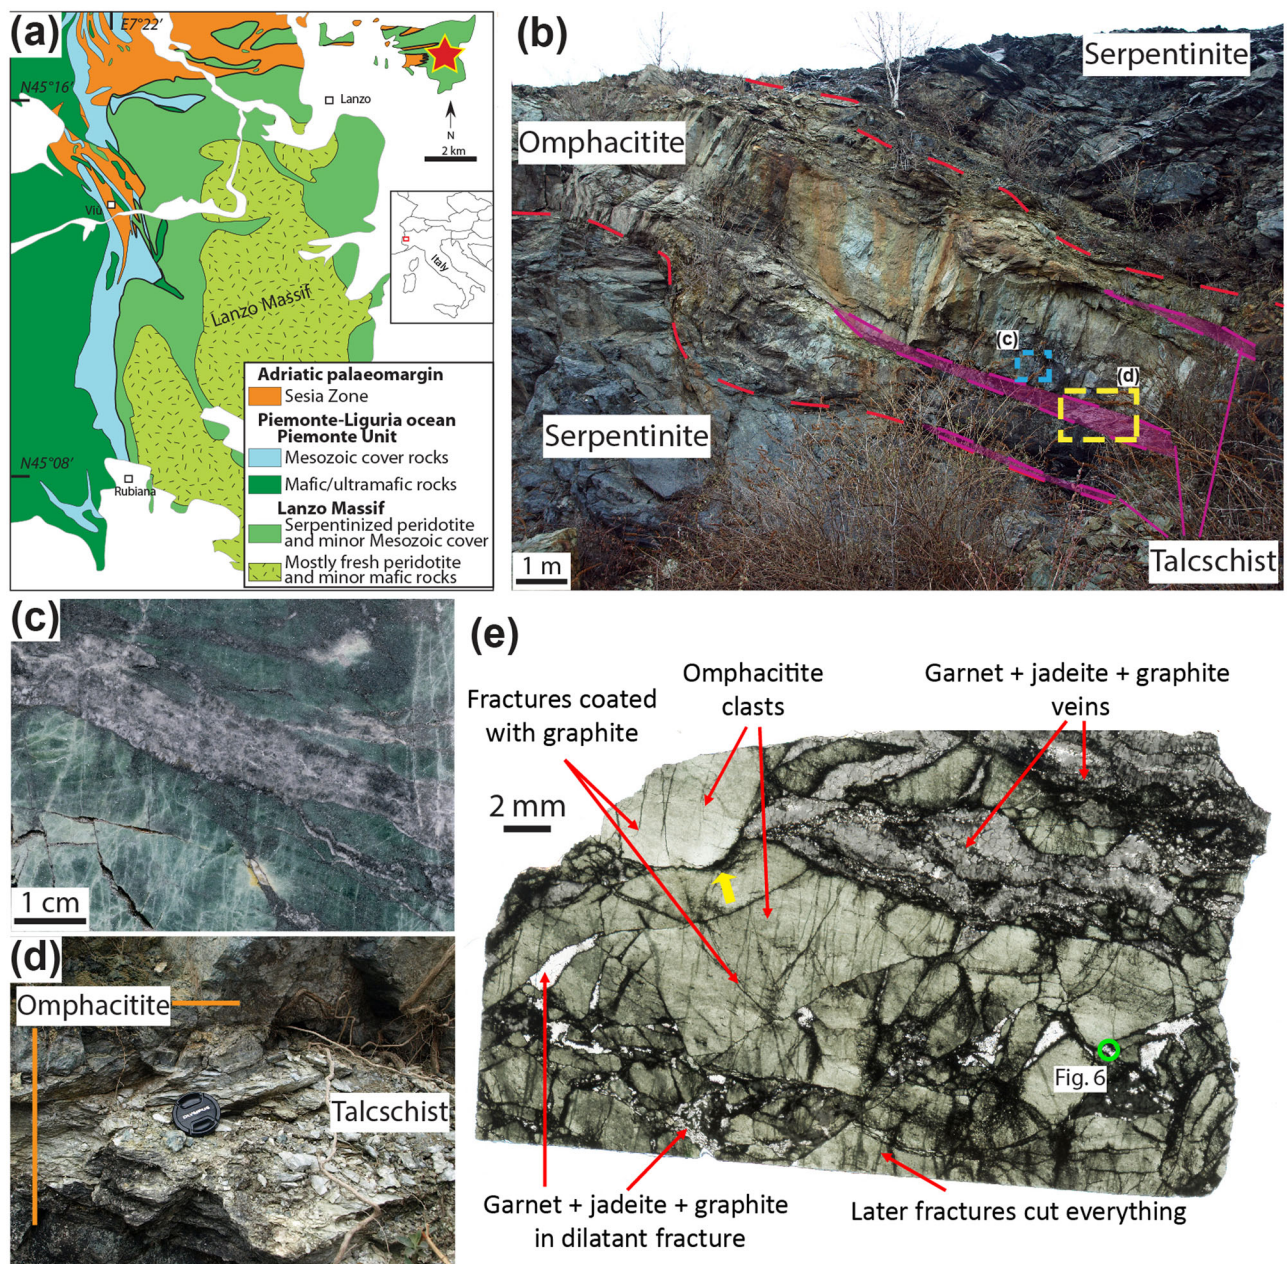 (a)
E7°22'
N45°16'
Lanzo
N
2 km
Viù
Italy
Lanzo Massif
N45°08'
Rubiana
Adriatic palaeomargin
Sesia Zone
Piemonte-Liguria ocean
Piemonte Unit
Mesozoic cover rocks
Mafic/ultramafic rocks
Lanzo Massif
Serpentinized peridotite
and minor Mesozoic cover
Mostly fresh peridotite
and minor mafic rocks
(b)
Serpentinite
Omphacitite
(c)
(d)
Serpentinite
1 m
Talcschist
(c)
1 cm
(d)
Omphacitite
OLYMPUS
Talcschist
(e)
Fractures coated
with graphite
Omphacitite
clasts
Garnet + jadeite + graphite
veins
2 mm
Fig. 6
Garnet + jadeite + graphite
in dilatant fracture
Later fractures cut everything